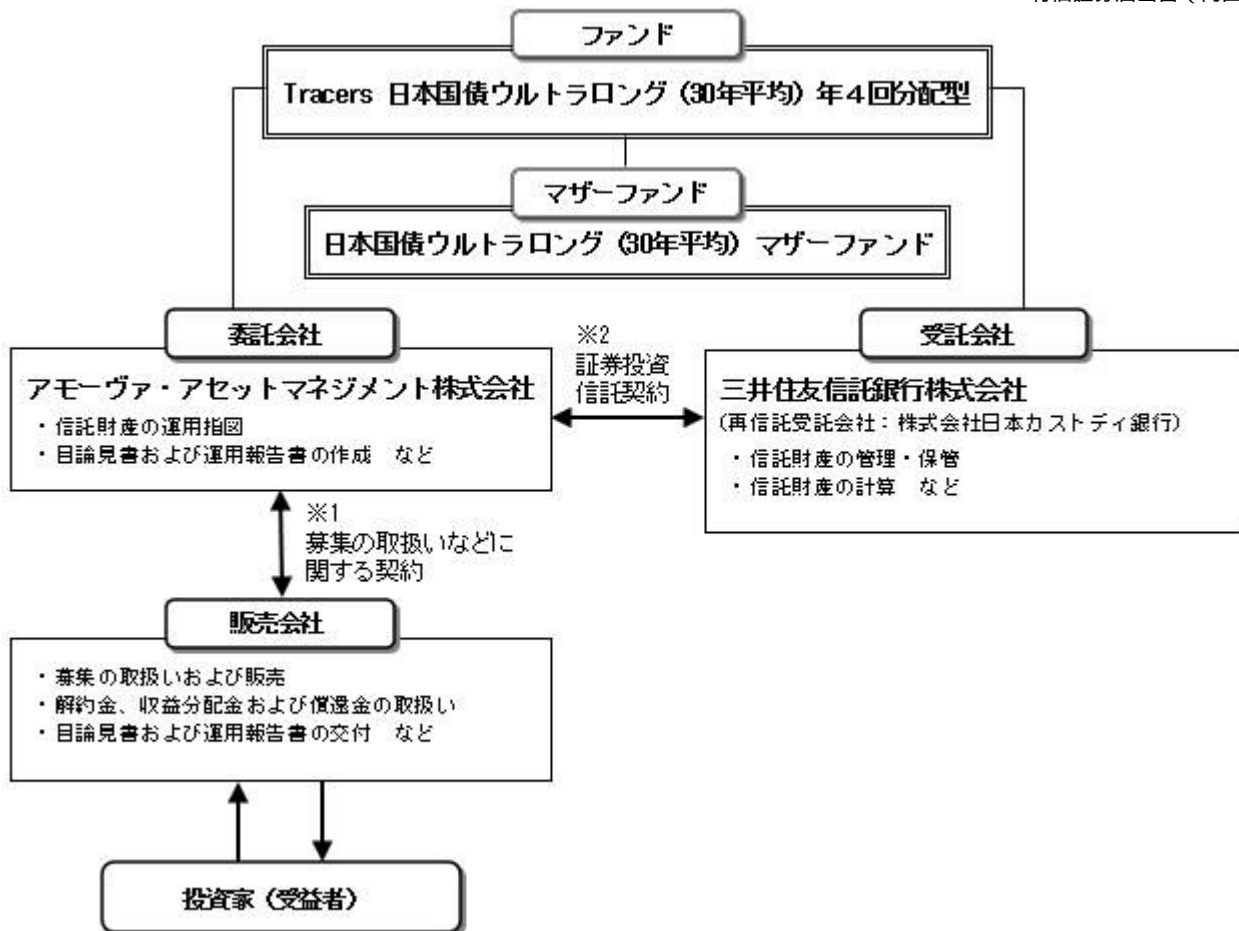 ファンド
Tracers 日本国債ウルトラロング(30年平均)年4回分配型
マザーファンド
日本国債ウルトラロング(30年平均)マザーファンド
委託会社
アモーヴァ・アセットマネジメント株式会社
・信託財産の運用指図
・目論見書および運用報告書の作成 など
※2
証券投資
信託契約
受託会社
三井住友信託銀行株式会社
(再信託受託会社:株式会社日本カストディ銀行)
・信託財産の管理・保管
・信託財産の計算 など
※1
募集の取扱いなどに
関する契約
販売会社
・募集の取扱いおよび販売
・解約金、収益分配金および償還金の取扱い
・目論見書および運用報告書の交付 など
投資家(受益者)